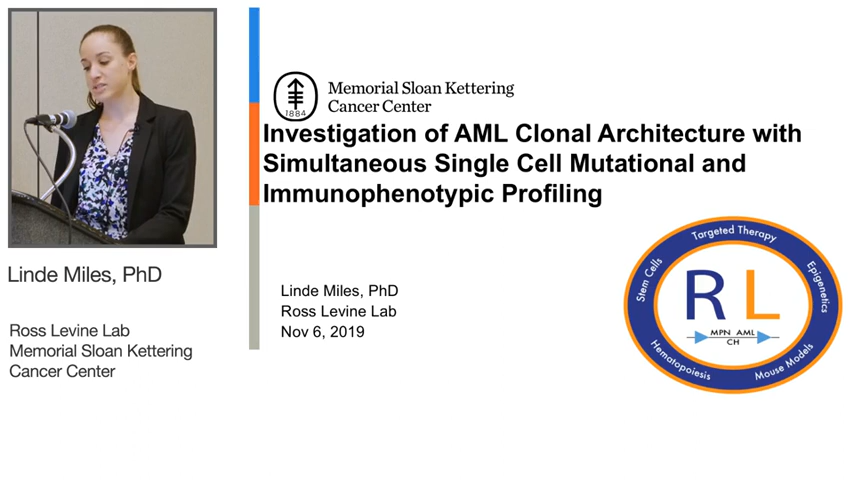 Linde Miles, PhD
Ross Levine Lab
Memorial Sloan Kettering
Cancer Center
1884
Memorial Sloan Kettering
Cancer Center
Investigation of AML Clonal Architecture with
Simultaneous Single Cell Mutational and
Immunophenotypic Profiling
Linde Miles, PhD
Ross Levine Lab
Nov 6, 2019
Targeted Therapy
Stem Cells
Epigenetics
RL
MPN AML
CH
Hematopoiesis
Mouse Models